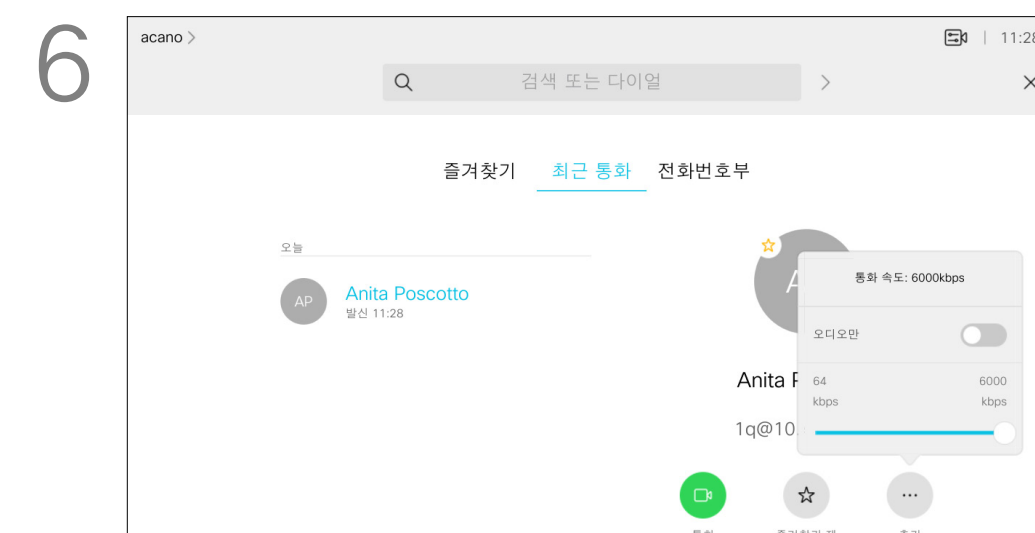 6
acano >
11:28
검색 또는 다이얼
즐겨찾기 최근 통화 전화번호부
오늘
AP
Anita Poscotto
발신 11:28
통화 속도: 6000kbps
오디오만
64 kbps
6000 kbps
Anita
1q@10